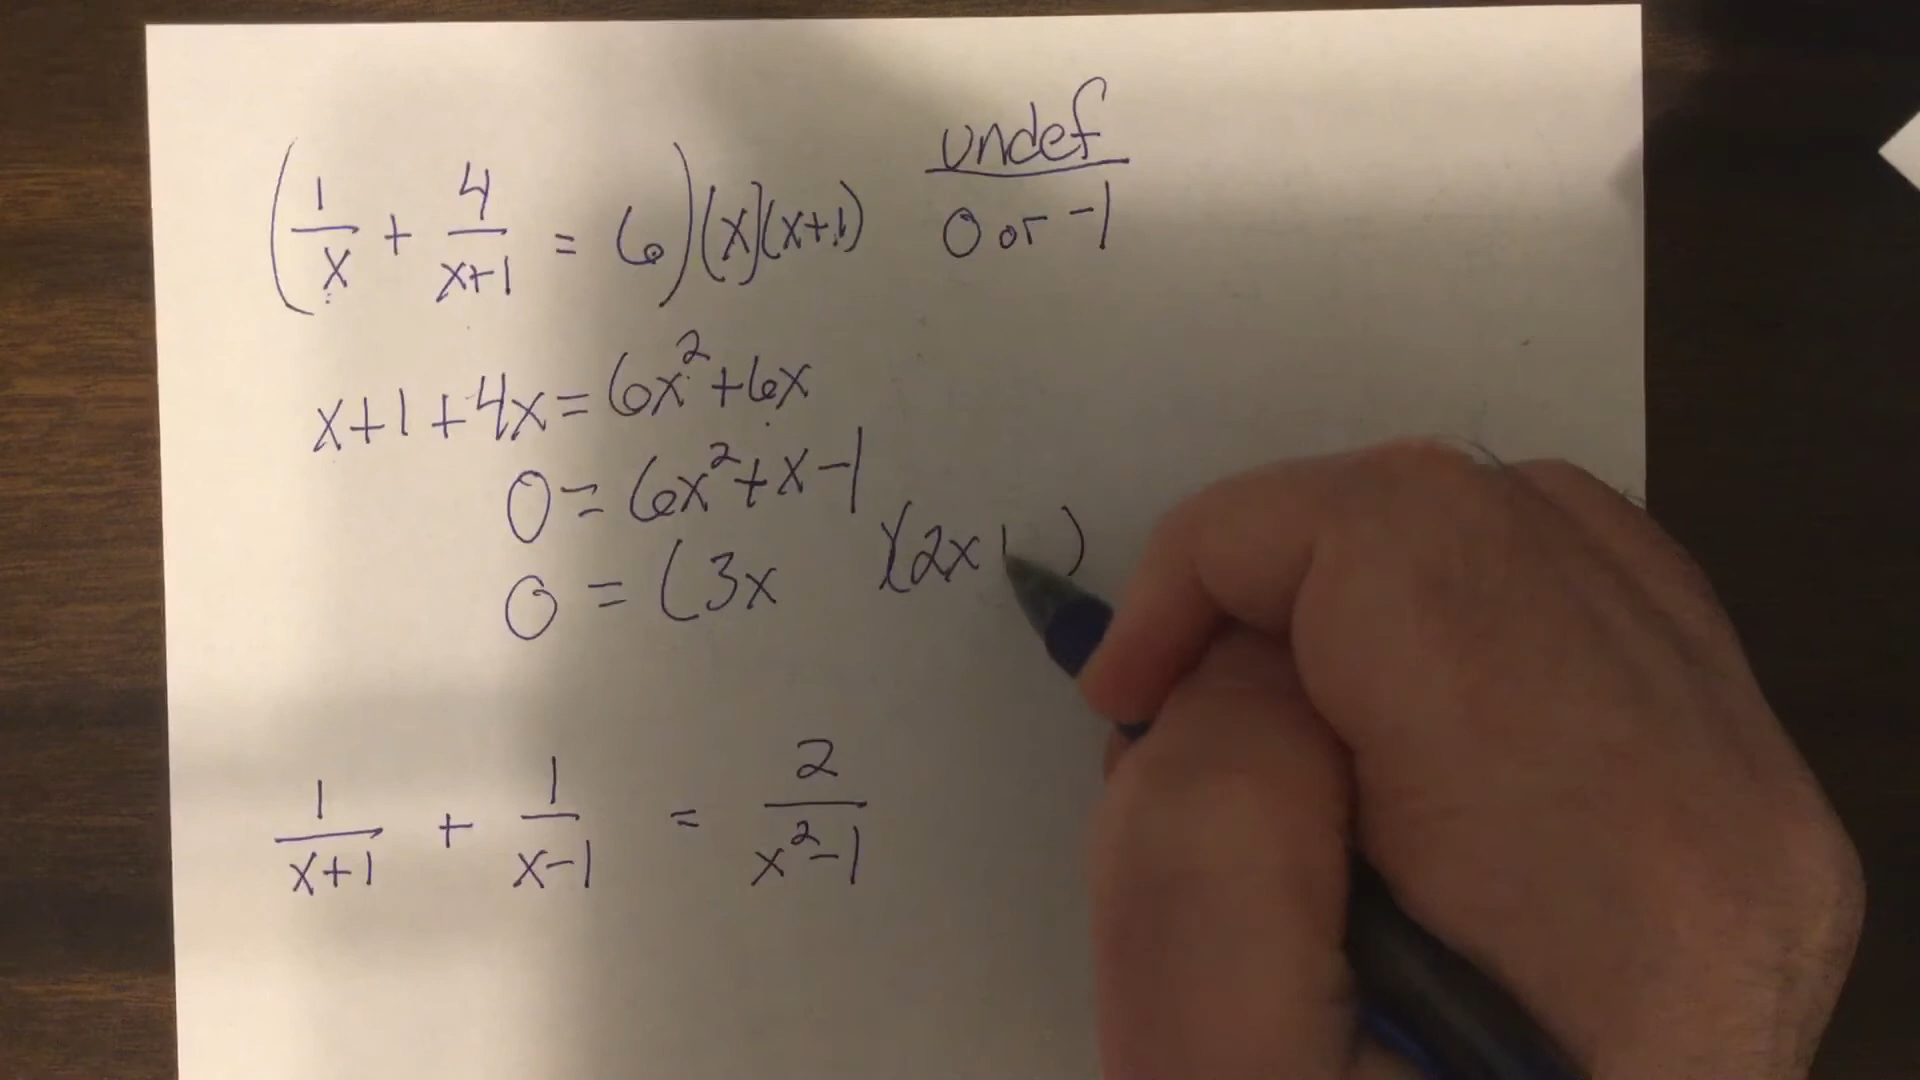 (1/x + 4/x+1 = 6)(x)(x+1)
undef
0 or -1
x+1+4x=6x²+6x
0=6x²+x-1
0=(3x )(2x )
1/x+1 + 1/x-1 = 2/x²-1